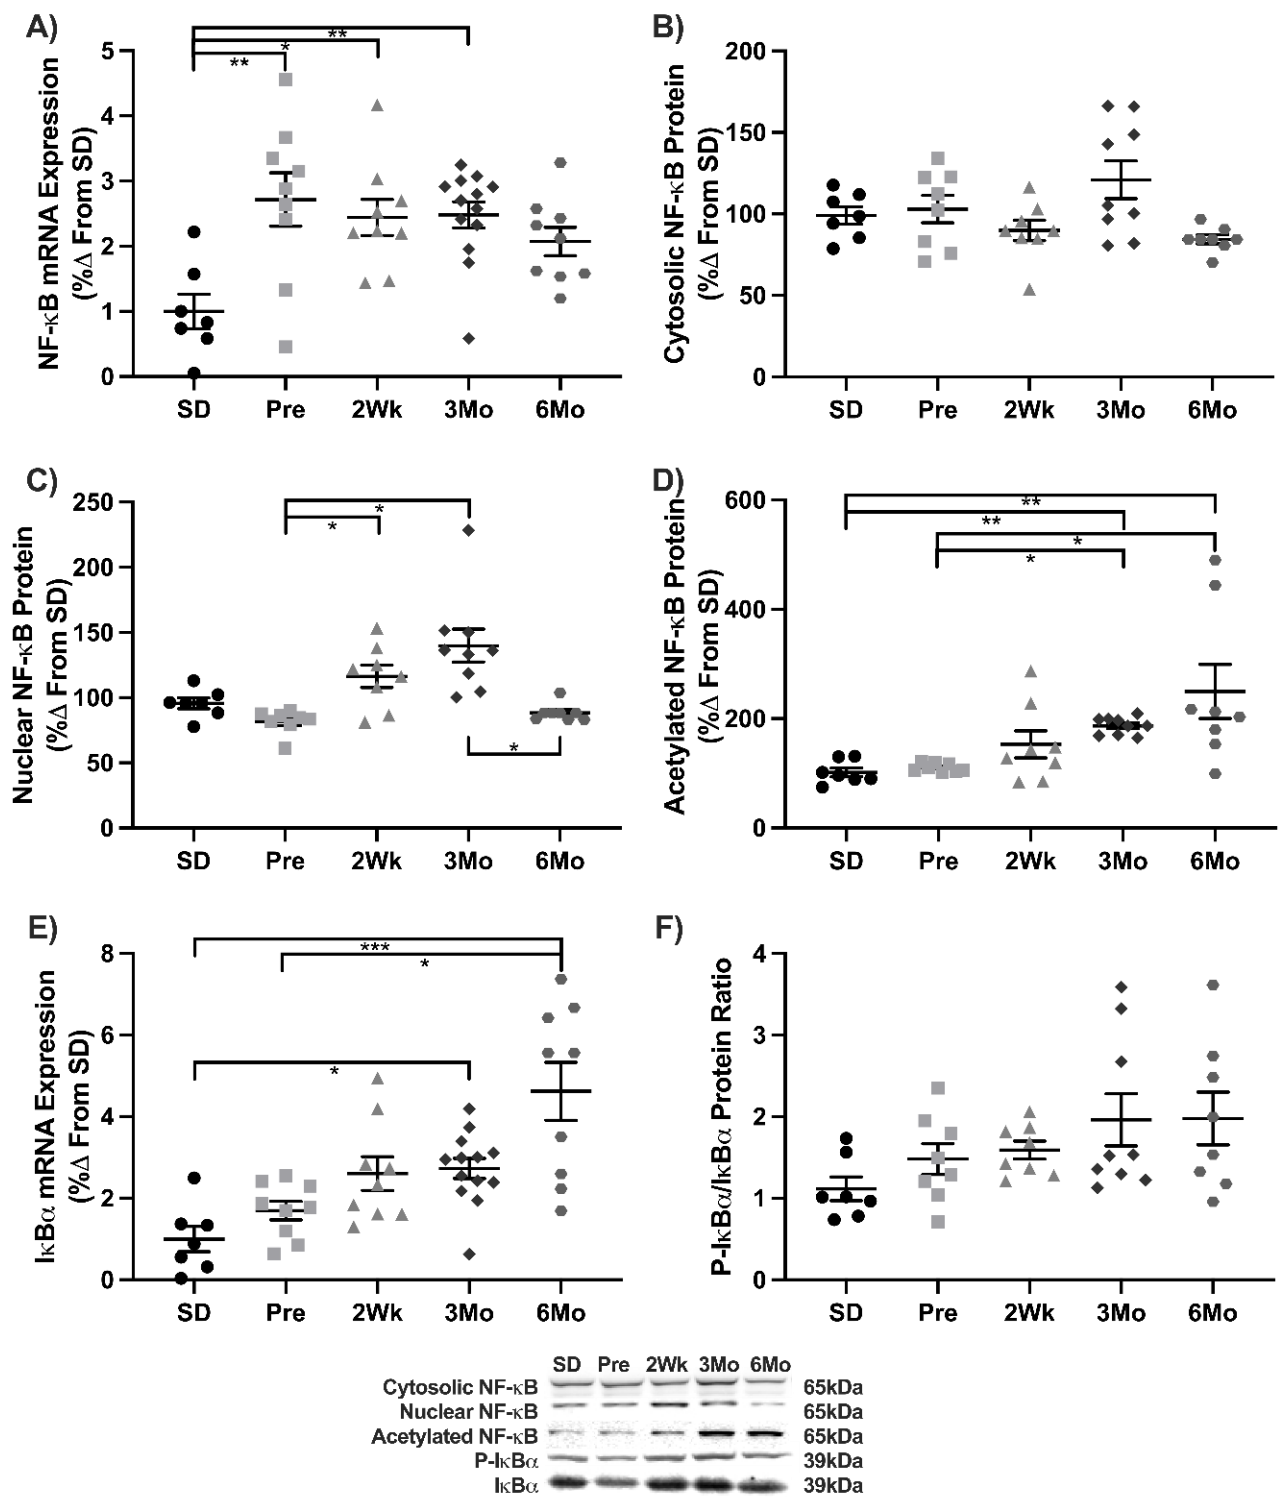 A)
NF-κB mRNA Expression
(%Δ From SD)
5
4
3
2
1
0
**
*
**
SD Pre 2Wk 3Mo 6Mo
B)
Cytosolic NF-κB Protein
(%Δ From SD)
200
150
100
50
0
SD Pre 2Wk 3Mo 6Mo
C)
Nuclear NF-κB Protein
(%Δ From SD)
250
200
150
100
50
0
*
*
*
SD Pre 2Wk 3Mo 6Mo
D)
Acetylated NF-κB Protein
(%Δ From SD)
600
400
200
0
**
**
*
*
SD Pre 2Wk 3Mo 6Mo
E)
IκBα mRNA Expression
(%Δ From SD)
8
6
4
2
0
***
*
*
SD Pre 2Wk 3Mo 6Mo
F)
P-IκBα/IκBα Protein Ratio
4
3
2
1
0
SD Pre 2Wk 3Mo 6Mo
SD Pre 2Wk 3Mo 6Mo
Cytosolic NF-κB 65kDa
Nuclear NF-κB 65kDa
Acetylated NF-κB 65kDa
P-IκBα 39kDa
IκBα 39kDa